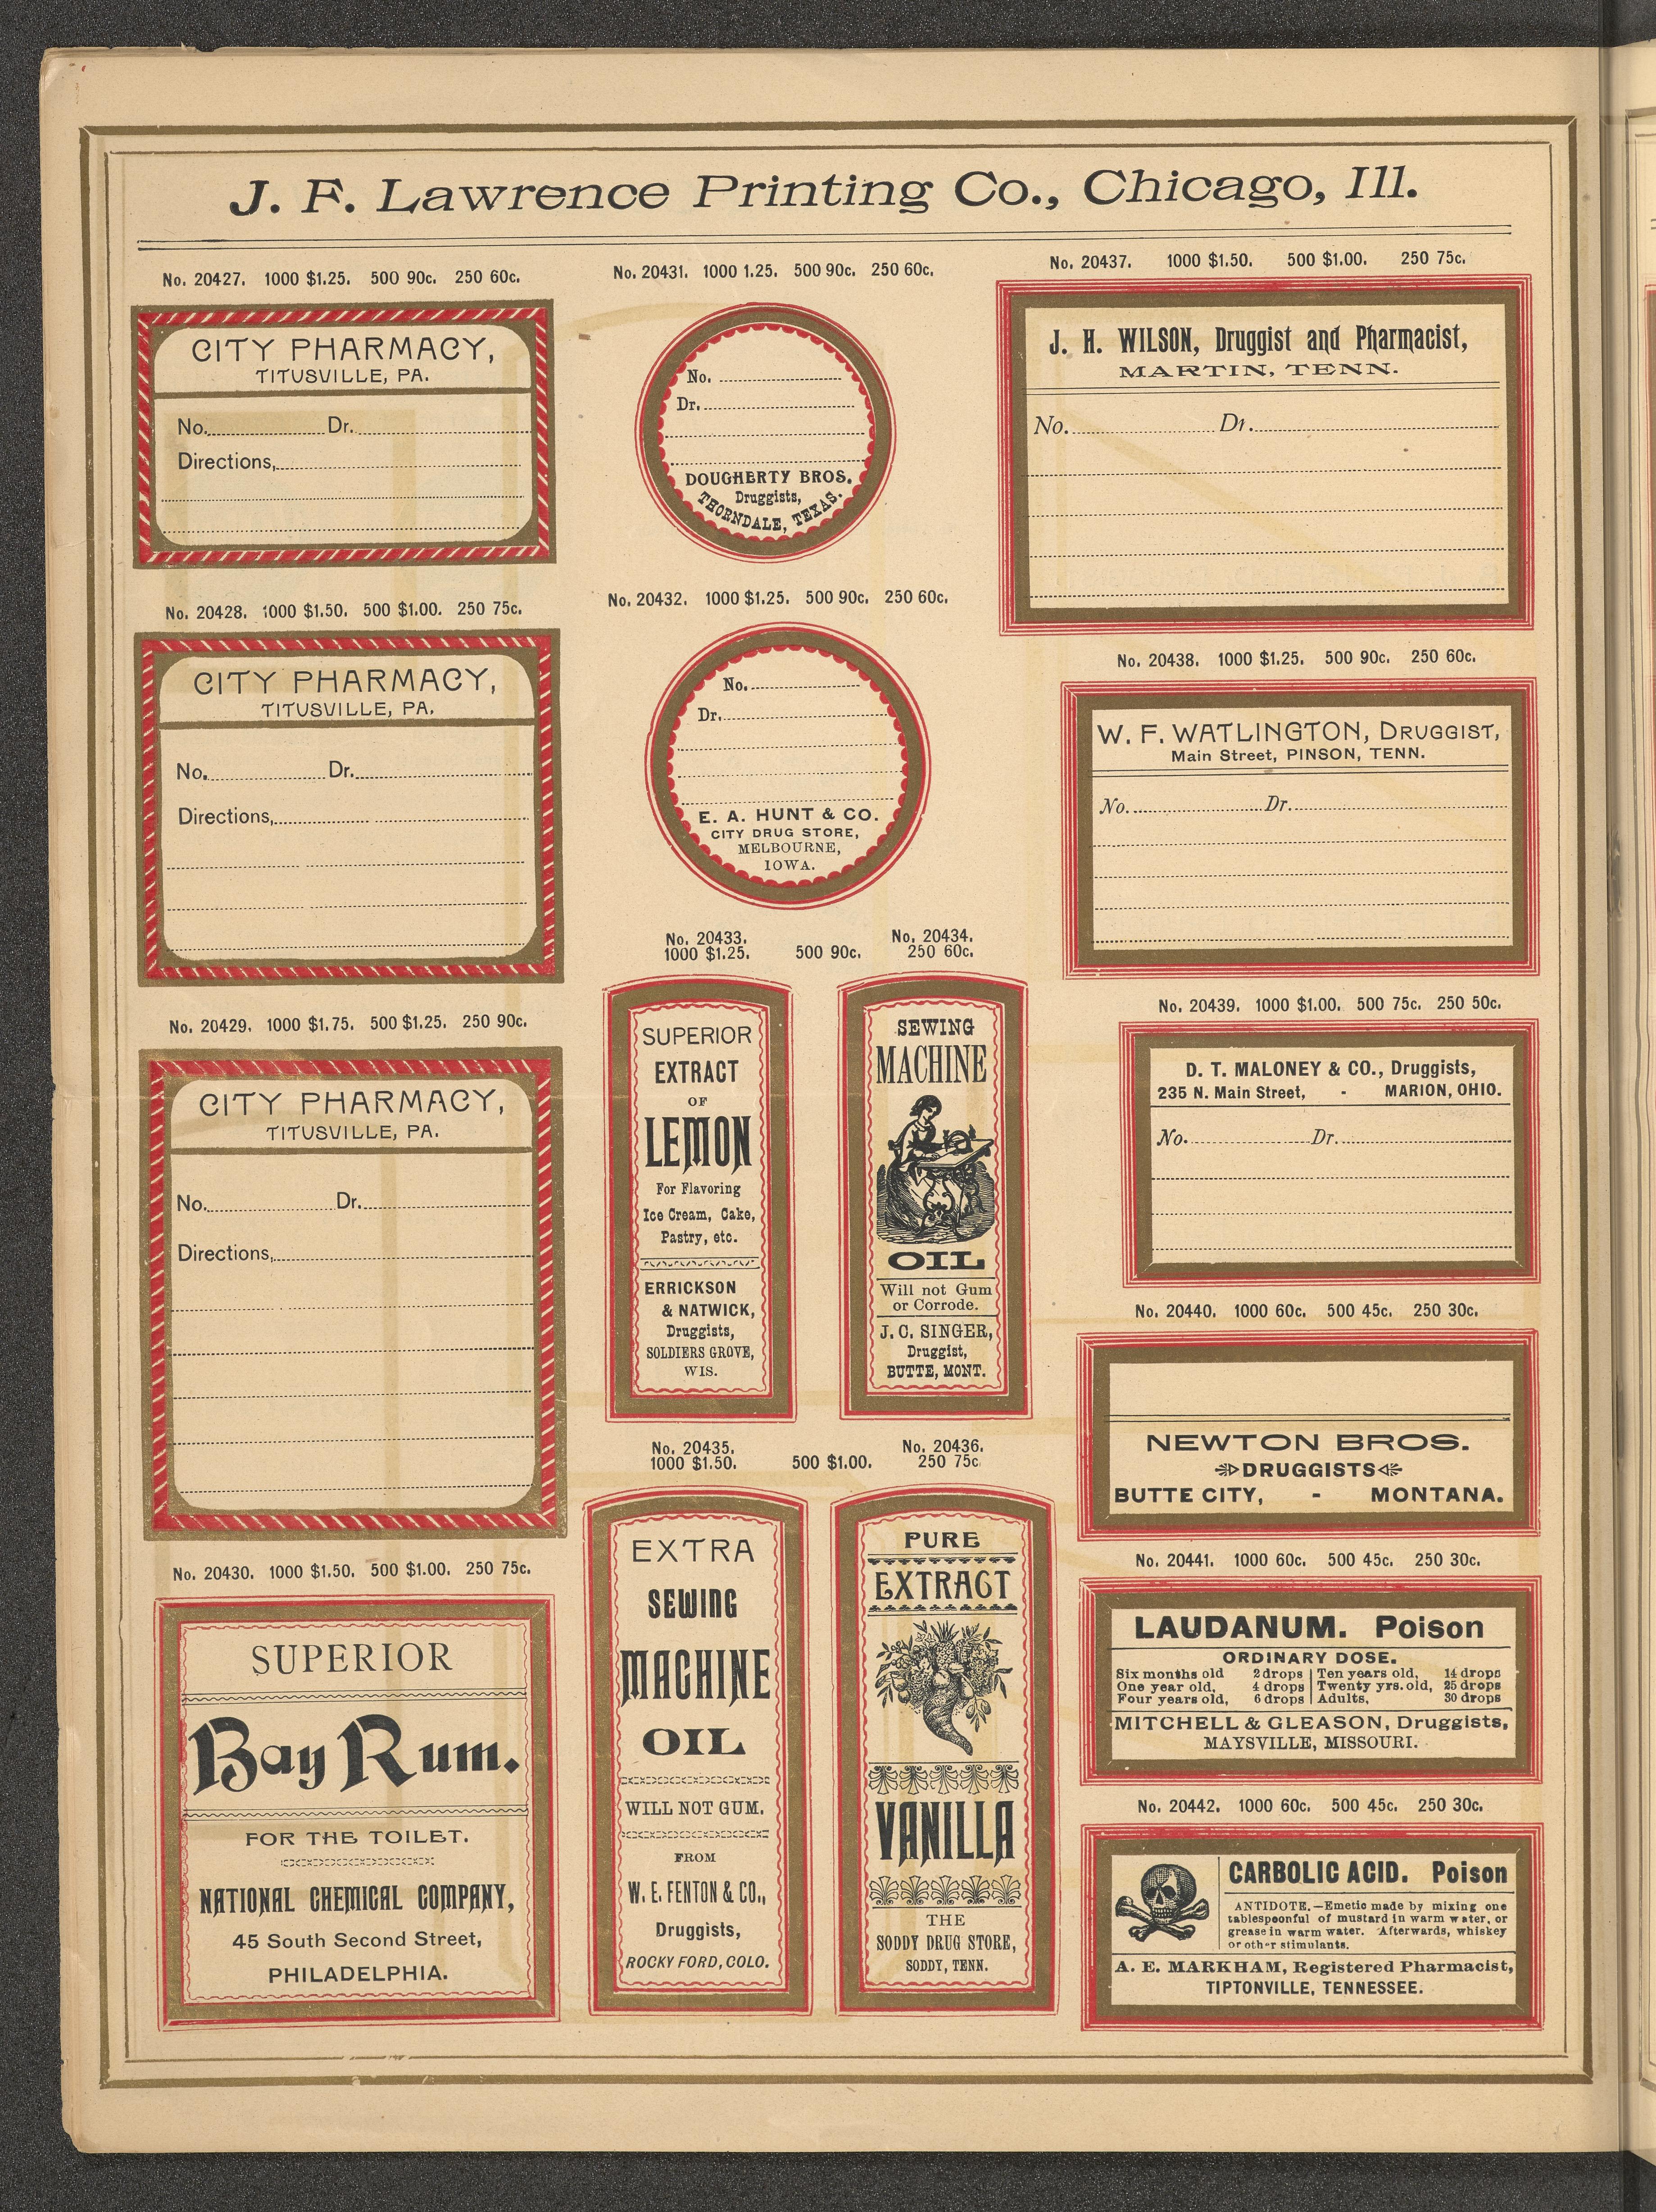 J. F. Lawrence Printing Co., Chicago, Ill.
No. 20427. 1000 $1.25. 500 90c. 250 60c.
CITY PHARMACY,
TITUSVILLE, PA.
No. Dr.
Directions,
No. 20428. 1000 $1.50. 500 $1.00. 250 75c.
CITY PHARMACY,
TITUSVILLE, PA.
No. Dr.
Directions,
No. 20429. 1000 $1.75. 500 $1.25. 250 90c.
CITY PHARMACY,
TITUSVILLE, PA.
No. Dr.
Directions,
No. 20430. 1000 $1.50. 500 $1.00. 250 75c.
SUPERIOR
Bay Rum.
FOR THE TOILET.
NATIONAL CHEMICAL COMPANY,
45 South Second Street,
PHILADELPHIA.
No. 20431. 1000 1.25. 500 90c. 250 60c.
No.
Dr.
DOUGHERTY BROS.
Druggists,
THORNDALE, TEXAS.
No. 20432. 1000 $1.25. 500 90c. 250 60c.
No.
Dr.
E. A. HUNT & CO.
CITY DRUG STORE,
MELBOURNE,
IOWA.
No. 20433. No. 20434.
1000 $1.25. 500 90c. 250 60c.
SUPERIOR
EXTRACT
OF
LEMON
For Flavoring
Ice Cream, Cake,
Pastry, etc.
ERRICKSON
& NATWICK,
Druggists,
SOLDIERS GROVE,
WIS.
SEWING
MACHINE
OIL
Will not Gum
or Corrode.
J. C. SINGER,
Druggist,
BUTTE, MONT.
No. 20435. No. 20436.
1000 $1.50. 500 $1.00. 250 75c.
EXTRA
SEWING
MACHINE
OIL
WILL NOT GUM.
FROM
W. E. FENTON & CO.,
Druggists,
ROCKY FORD, COLO.
PURE
EXTRACT
VANILLA
THE
SODDY DRUG STORE,
SODDY, TENN.
No. 20437. 1000 $1.50. 500 $1.00. 250 75c.
J. H. WILSON, Druggist and Pharmacist,
MARTIN, TENN.
No. Dr.
No. 20438. 1000 $1.25. 500 90c. 250 60c.
W. F. WATLINGTON, DRUGGIST,
Main Street, PINSON, TENN.
No. Dr.
No. 20439. 1000 $1.00. 500 75c. 250 50c.
D. T. MALONEY & CO., Druggists,
235 N. Main Street, - MARION, OHIO.
No. Dr.
No. 20440. 1000 60c. 500 45c. 250 30c.
NEWTON BROS.
DRUGGISTS
BUTTE CITY, - MONTANA.
No. 20441. 1000 60c. 500 45c. 250 30c.
LAUDANUM. Poison
ORDINARY DOSE.
Six months old 2 drops Ten years old, 14 drops
One year old, 4 drops Twenty yrs. old, 25 drops
Four years old, 6 drops Adults, 30 drops
MITCHELL & GLEASON, Druggists,
MAYSVILLE, MISSOURI.
No. 20442. 1000 60c. 500 45c. 250 30c.
CARBOLIC ACID. Poison
ANTIDOTE.—Emetic made by mixing one
tablespoonful of mustard in warm water, or
grease in warm water. Afterwards, whiskey
or other stimulants.
A. E. MARKHAM, Registered Pharmacist,
TIPTONVILLE, TENNESSEE.